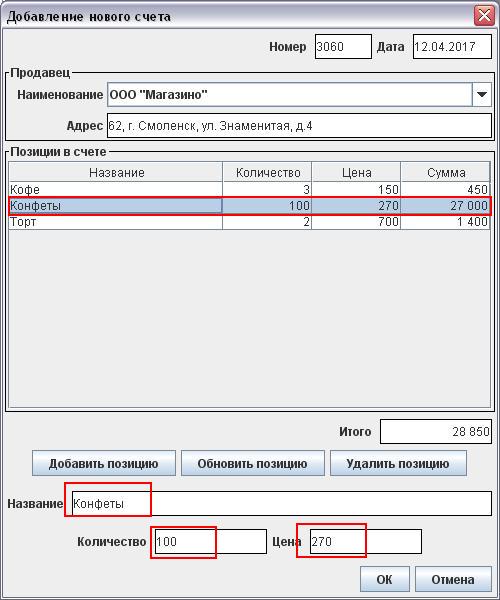 Добавление нового счета
Номер 3060 Дата 12.04.2017
Продавец
Наименование ООО "Магазино"
Адрес 62, г. Смоленск, ул. Знаменитая, д.4
Позиции в счете
Название Количество Цена Сумма
Кофе 3 150 450
Конфеты 100 270 27 000
Торт 2 700 1 400
Итого 28 850
Добавить позицию Обновить позицию Удалить позицию
Название Конфеты
Количество 100 Цена 270
ОК Отмена